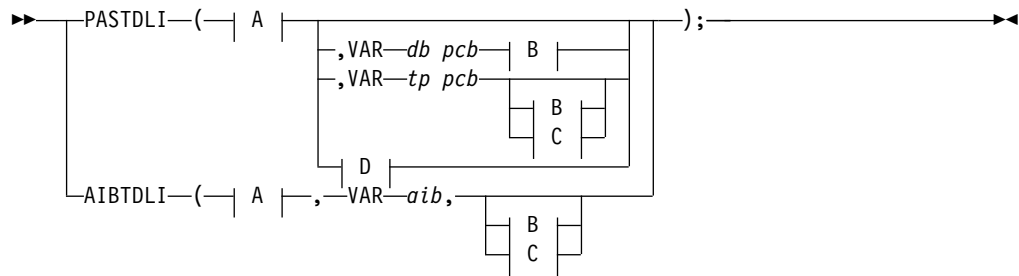 PASTDLI ( A );
,VAR db pcb B
,VAR tp pcb
B
C
D
AIBTDLI ( A , VAR aib,
B
C